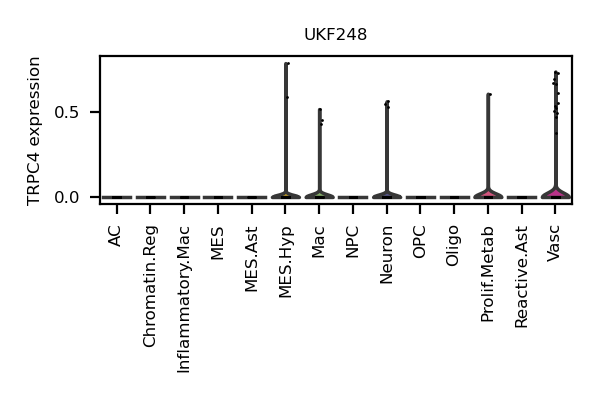 UKF248
TRPC4 expression
0.5
0.0
AC
Chromatin.Reg
Inflammatory.Mac
MES
MES.Ast
MES.Hyp
Mac
NPC
Neuron
OPC
Oligo
Prolif.Metab
Reactive.Ast
Vasc